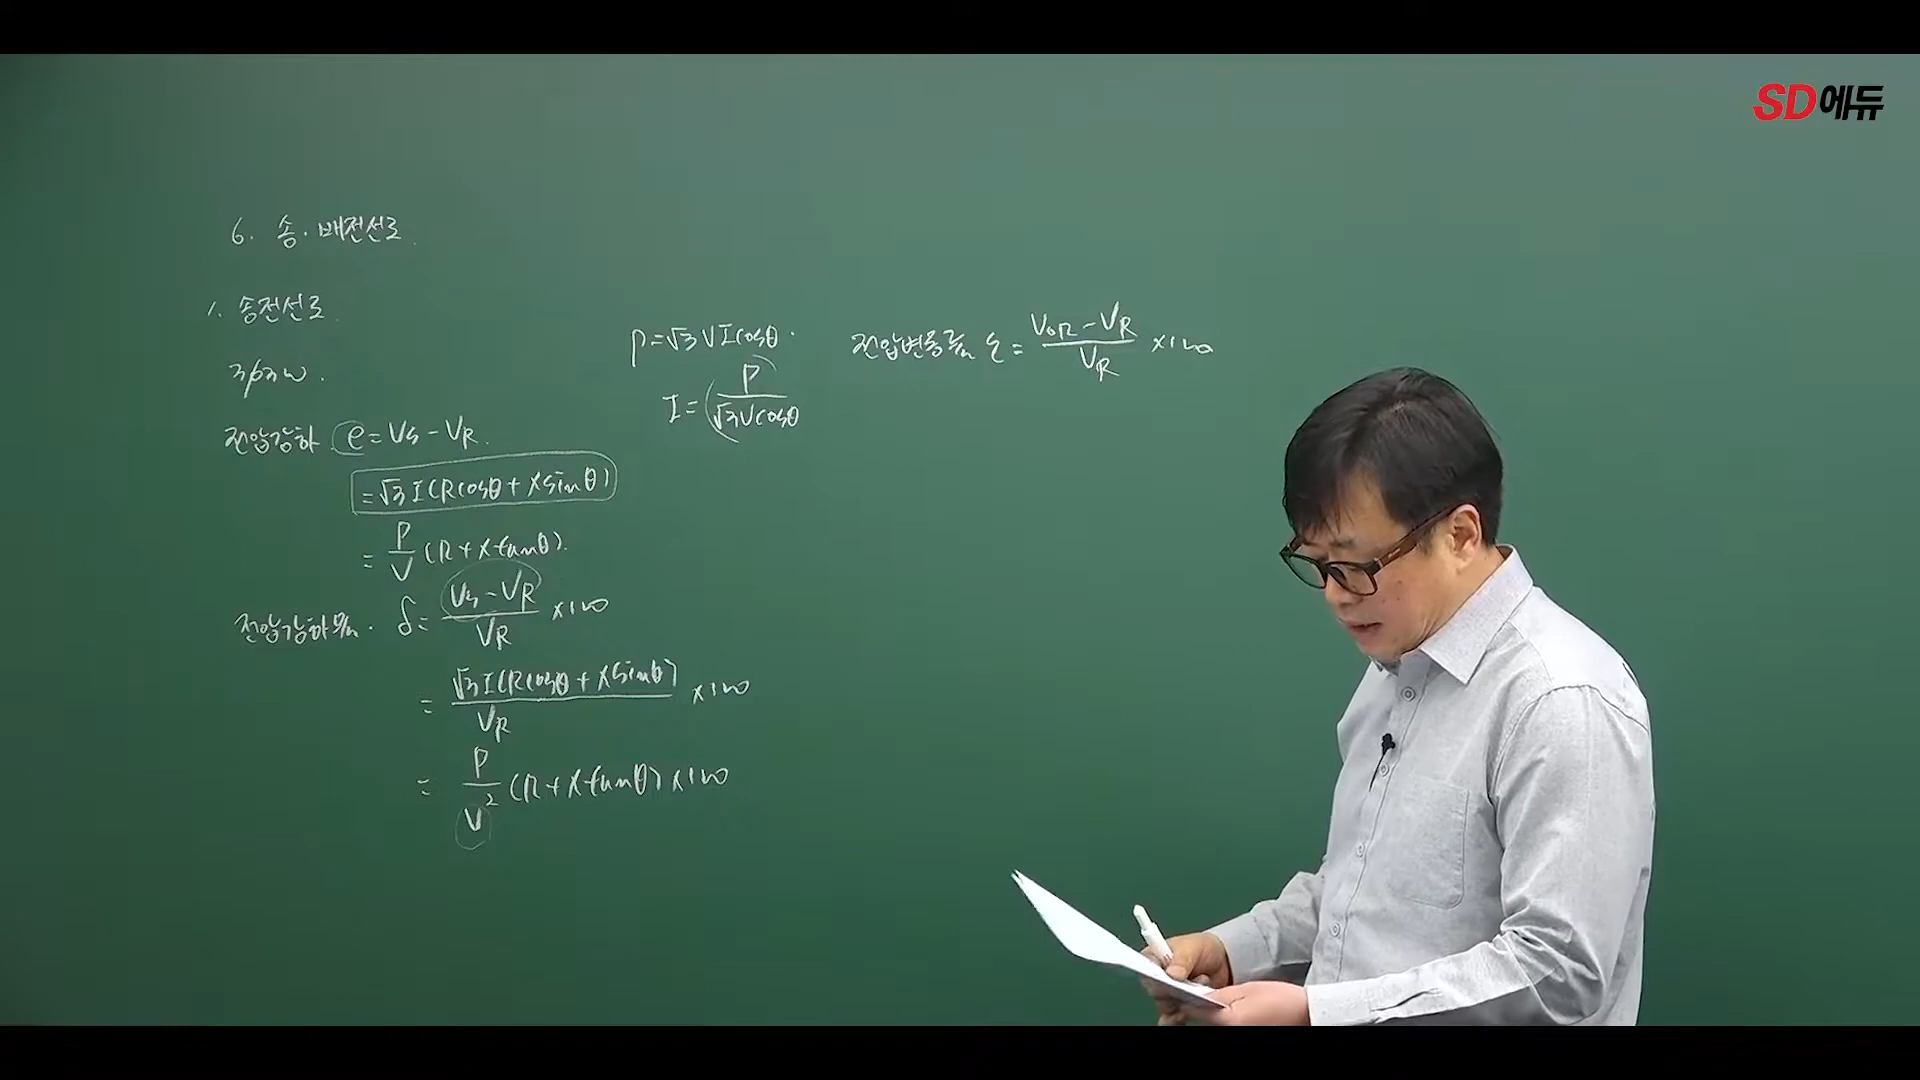 SD에듀
6. 송·배전선로
1. 송전선로
3φ3W.
전압강하 e = Vs - VR.
= √3 I (R cosθ + X sinθ)
= P/V (R + X tanθ).
전압강하율. δ = (Vs - VR)/VR ×100
= √3 I (R cosθ + X sinθ)/VR ×100
= P/V² (R + X tanθ) ×100
P = √3 V I cosθ.
I = (P/(√3 V cosθ)
전압변동률 ε = (VoR - VR)/VR ×100